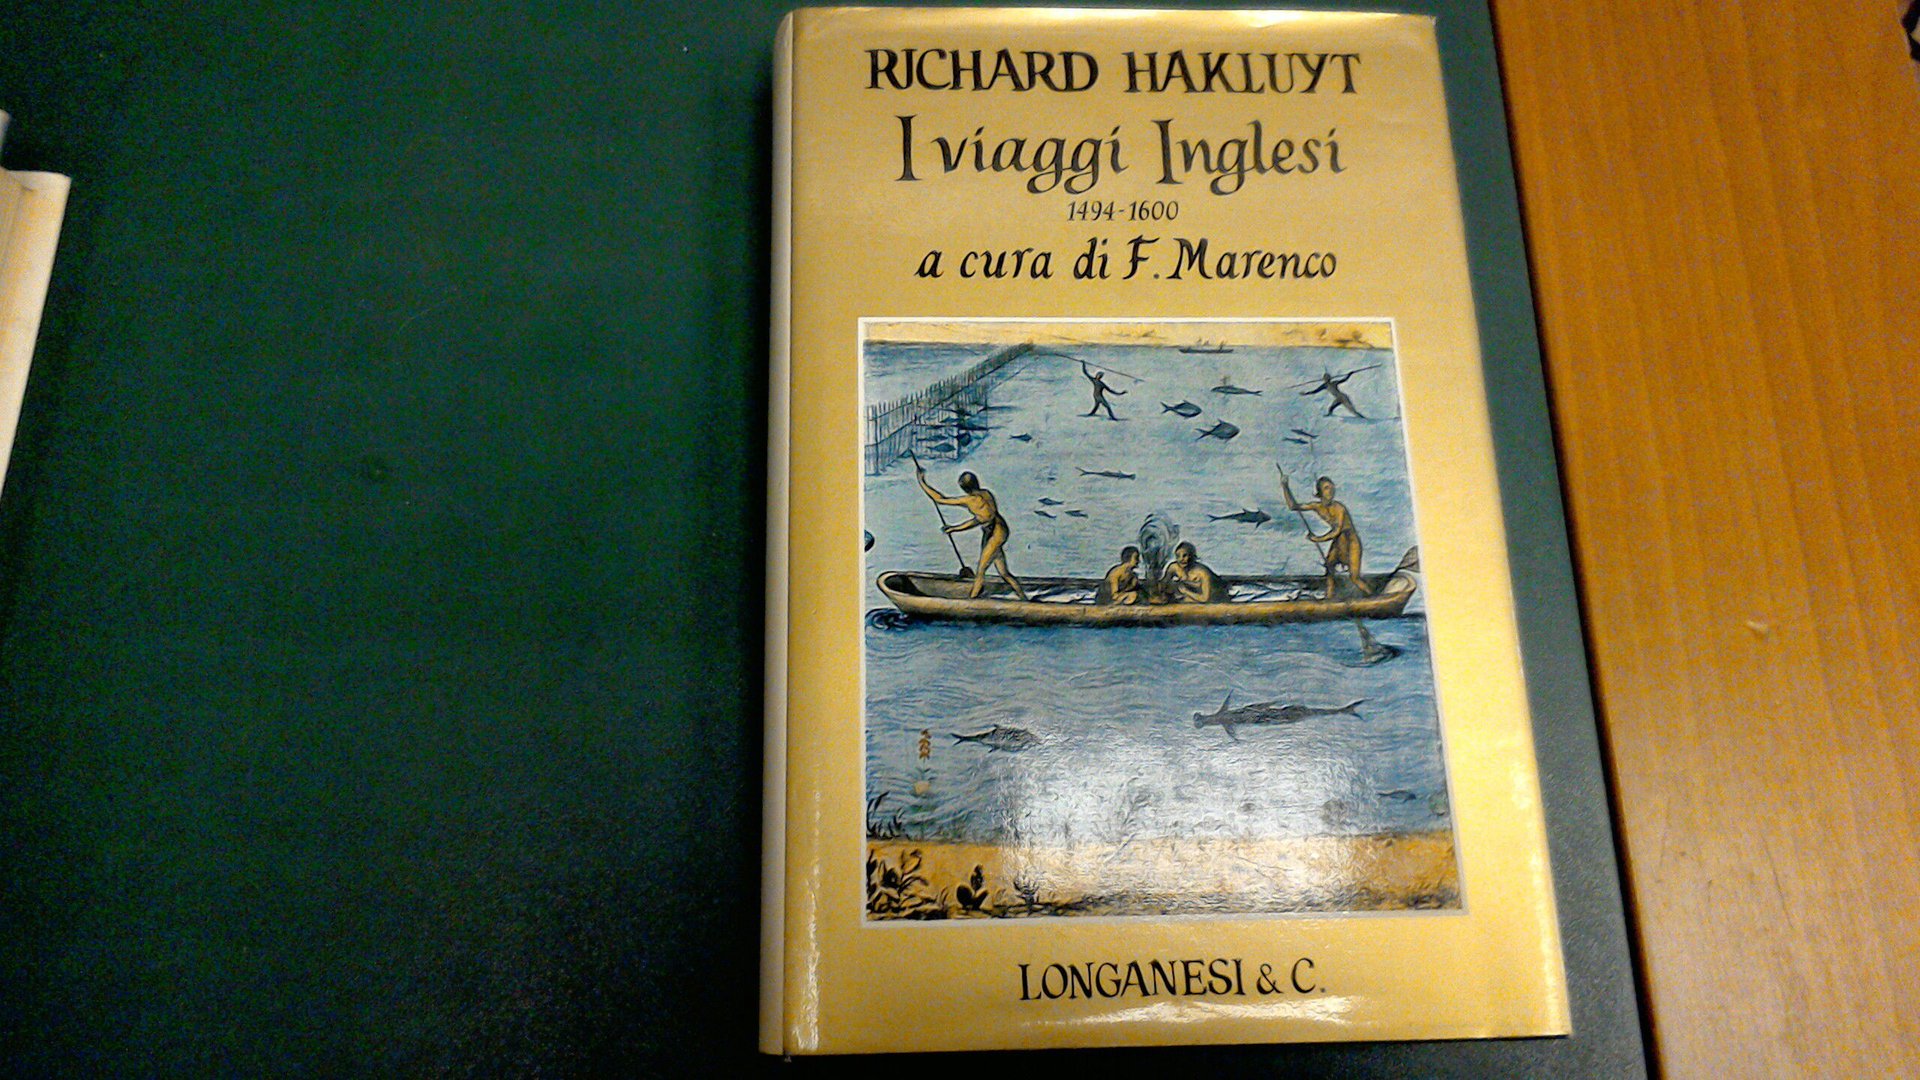 RICHARD HAKLUYT
I viaggi Inglesi
1494-1600
a cura di F. Marenco
LONGANESI & C.